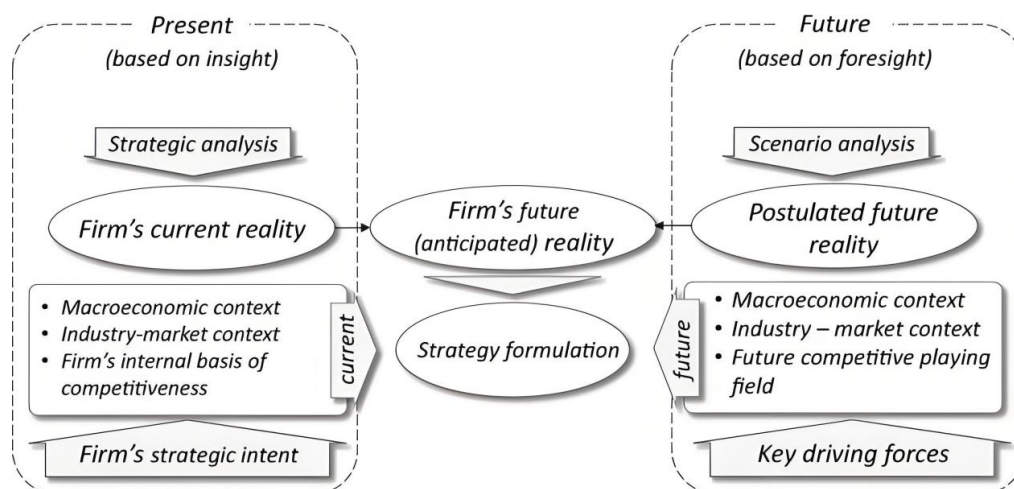 Present
(based on insight)
Strategic analysis
Firm's current reality
• Macroeconomic context
• Industry-market context
• Firm's internal basis of
competitiveness
current
Firm's strategic intent
Firm's future
(anticipated) reality
Strategy formulation
Future
(based on foresight)
Scenario analysis
Postulated future
reality
• Macroeconomic context
• Industry – market context
• Future competitive playing
field
future
Key driving forces